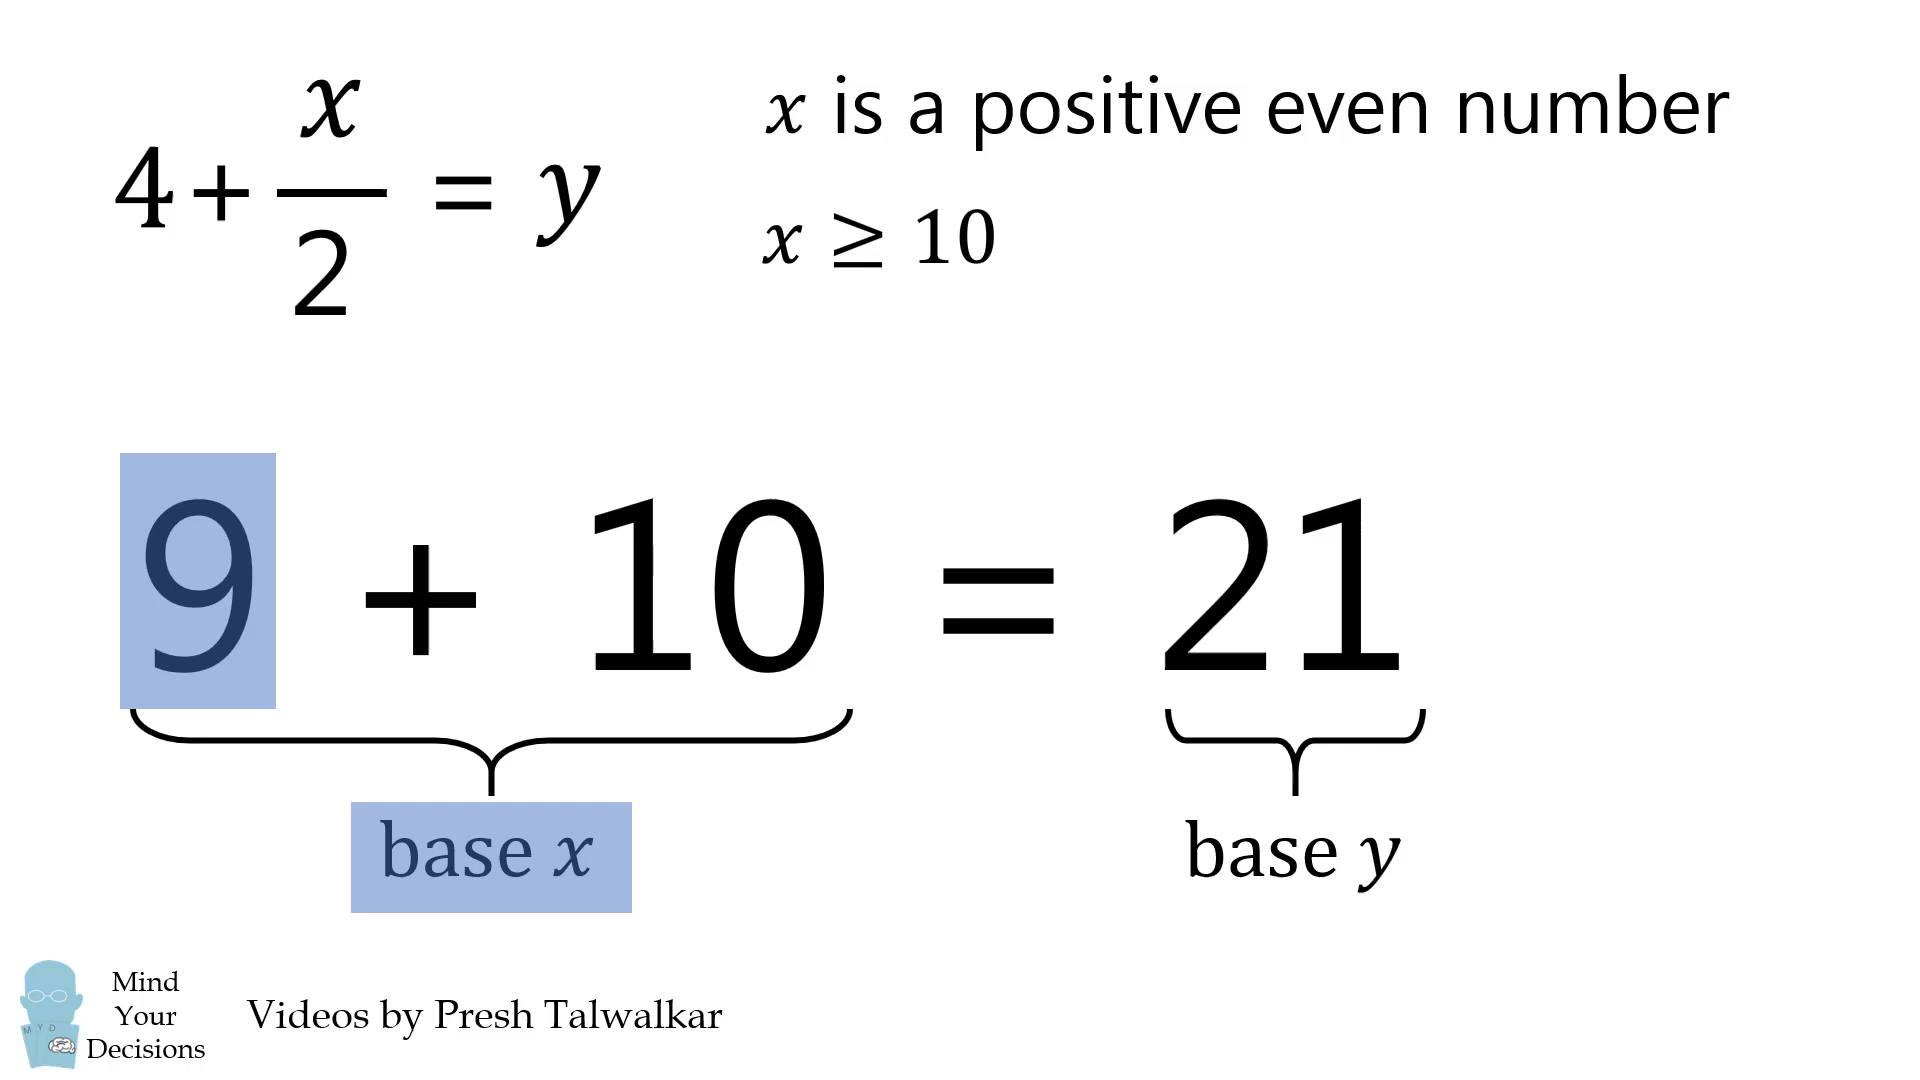 4 + x/2 = y
x is a positive even number
x ≥ 10
9 + 10 = 21
base x
base y
M Y D
Mind
Your
Decisions
Videos by Presh Talwalkar